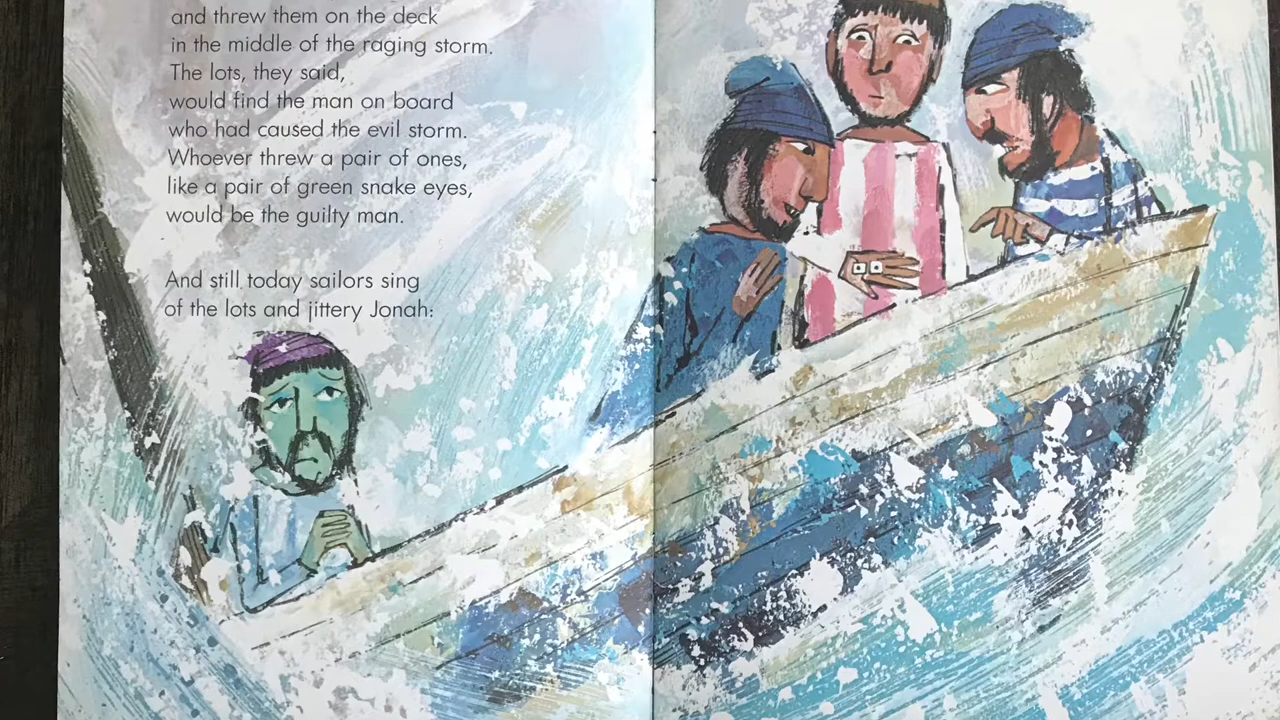 and threw them on the deck
in the middle of the raging storm.
The lots, they said,
would find the man on board
who had caused the evil storm.
Whoever threw a pair of ones,
like a pair of green snake eyes,
would be the guilty man.
And still today sailors sing
of the lots and jittery Jonah: